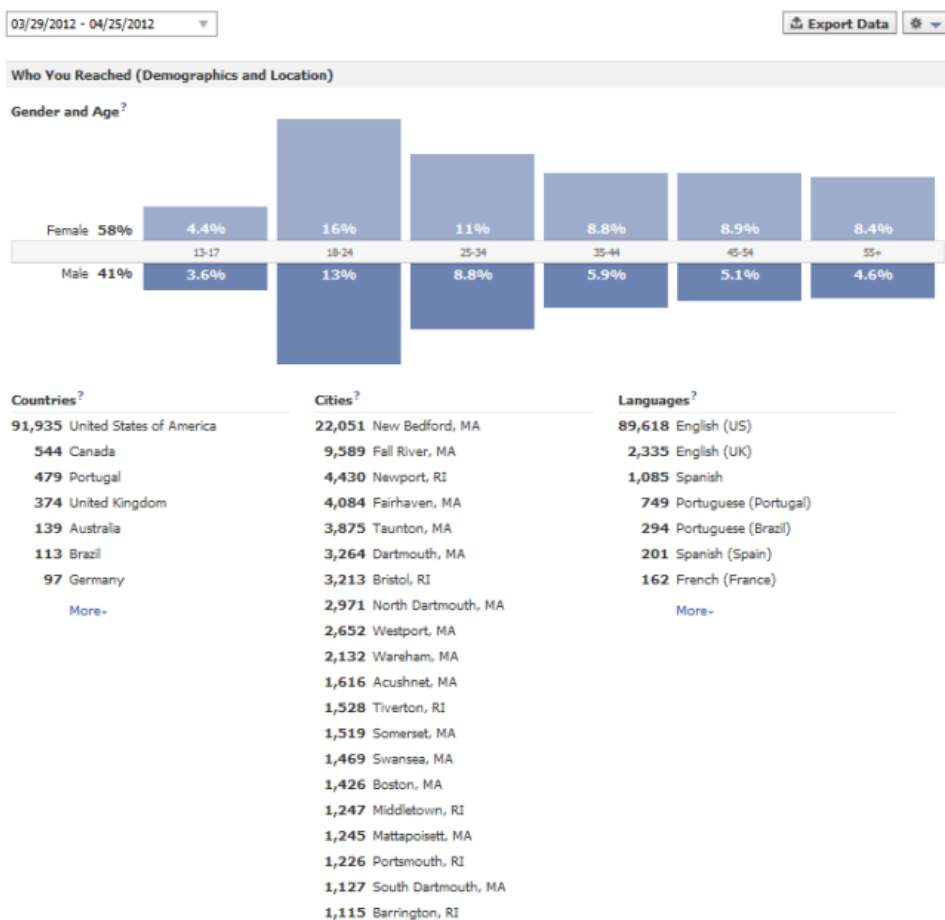 03/29/2012 - 04/25/2012
Export Data
Who You Reached (Demographics and Location)
Gender and Age?
Female 58% 4.4% 16% 11% 8.8% 8.9% 8.4%
13-17 18-24 25-34 35-44 45-54 55+
Male 41% 3.6% 13% 8.8% 5.9% 5.1% 4.6%
Countries?
91,935 United States of America
544 Canada
479 Portugal
374 United Kingdom
139 Australia
113 Brazil
97 Germany
More
Cities?
22,051 New Bedford, MA
9,589 Fall River, MA
4,430 Newport, RI
4,084 Fairhaven, MA
3,875 Taunton, MA
3,264 Dartmouth, MA
3,213 Bristol, RI
2,971 North Dartmouth, MA
2,652 Westport, MA
2,132 Wareham, MA
1,616 Acushnet, MA
1,528 Tiverton, RI
1,519 Somerset, MA
1,469 Swansea, MA
1,426 Boston, MA
1,247 Middletown, RI
1,245 Mattapoisett, MA
1,226 Portsmouth, RI
1,127 South Dartmouth, MA
1,115 Barrington, RI
Languages?
89,618 English (US)
2,335 English (UK)
1,085 Spanish
749 Portuguese (Portugal)
294 Portuguese (Brazil)
201 Spanish (Spain)
162 French (France)
More